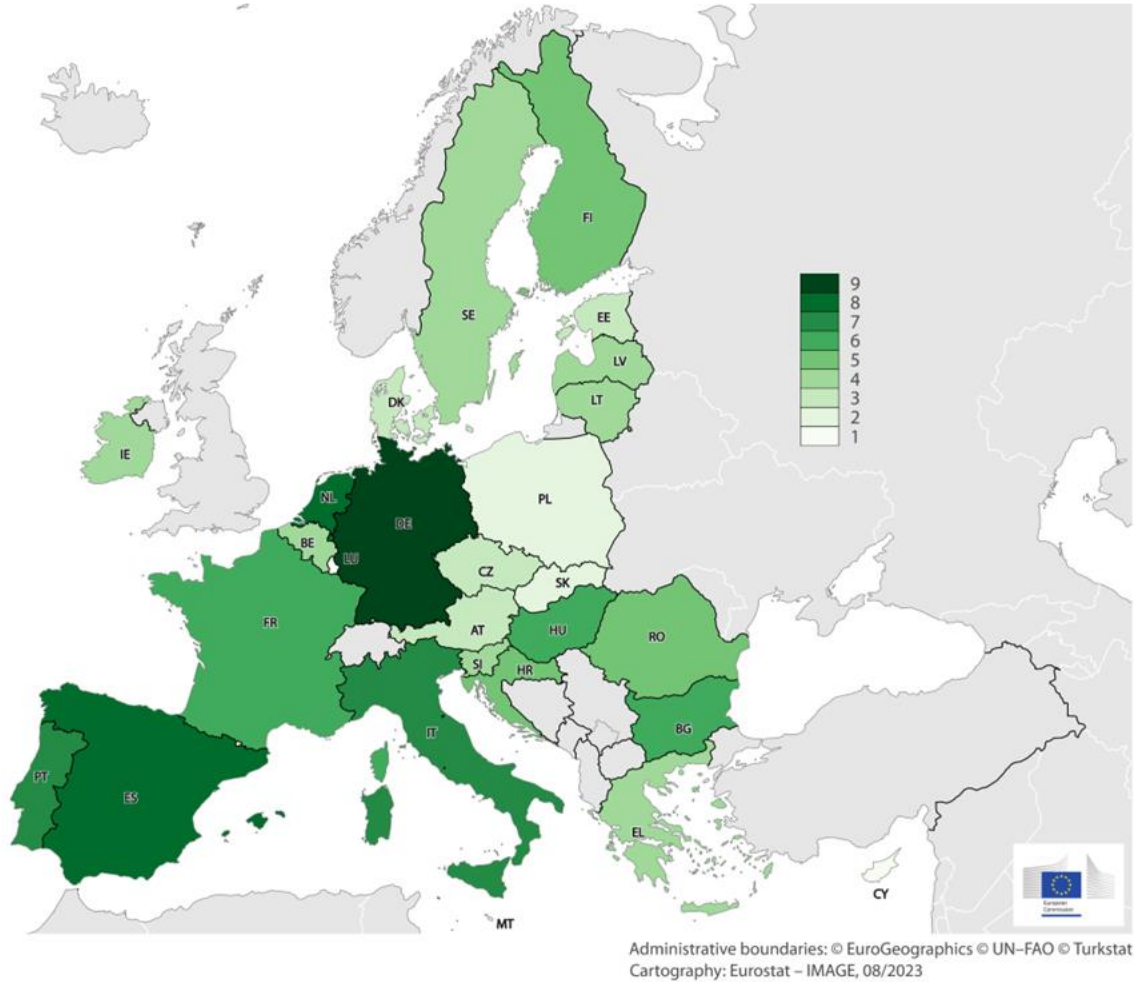 FI
SE
EE
LV
LT
DK
IE
NL
DE
PL
BE
LU
CZ
SK
FR
AT
HU
RO
SI
HR
IT
BG
PT
ES
EL
CY
MT
9
8
7
6
5
4
3
2
1
European
Commission
Administrative boundaries: © EuroGeographics © UN–FAO © Turkstat
Cartography: Eurostat – IMAGE, 08/2023